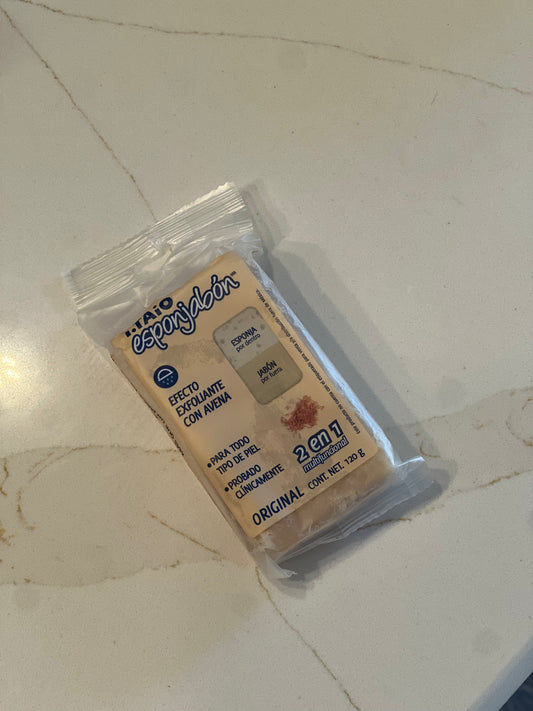 esponjabón
ESPONJA
por dentro
JABÓN
por fuera
EFECTO
EXFOLIANTE
CON AVENA
• PARA TODO
TIPO DE PIEL
• PROBADO
CLÍNICAMENTE
2 en 1
multifuncional
ORIGINAL
CONT. NET. 120 g